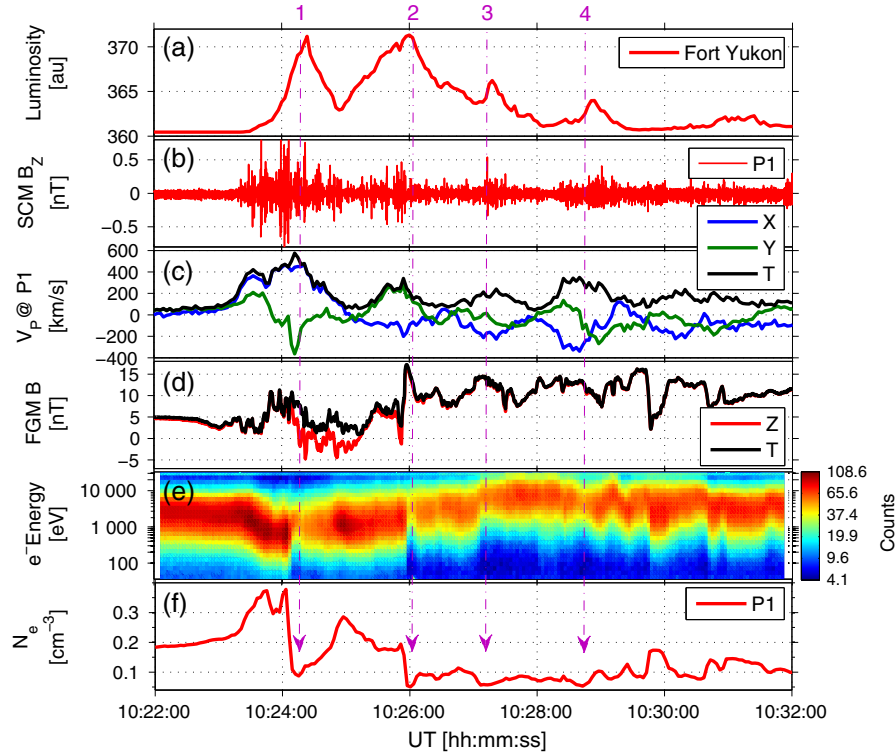 1 2 3 4
(a)
Luminosity
[au]
370
365
360
Fort Yukon
(b)
SCM B_Z
[nT]
0.5
0
−0.5
P1
(c)
V_P @ P1
[km/s]
600
400
200
0
−200
−400
X
Y
T
(d)
FGM B
[nT]
15
10
5
0
−5
Z
T
(e)
e⁻Energy
[eV]
10 000
1 000
100
108.6
65.6
37.4
19.9
9.6
4.1
Counts
(f)
N_e
[cm⁻³]
0.3
0.2
0.1
P1
10:22:00 10:24:00 10:26:00 10:28:00 10:30:00 10:32:00
UT [hh:mm:ss]